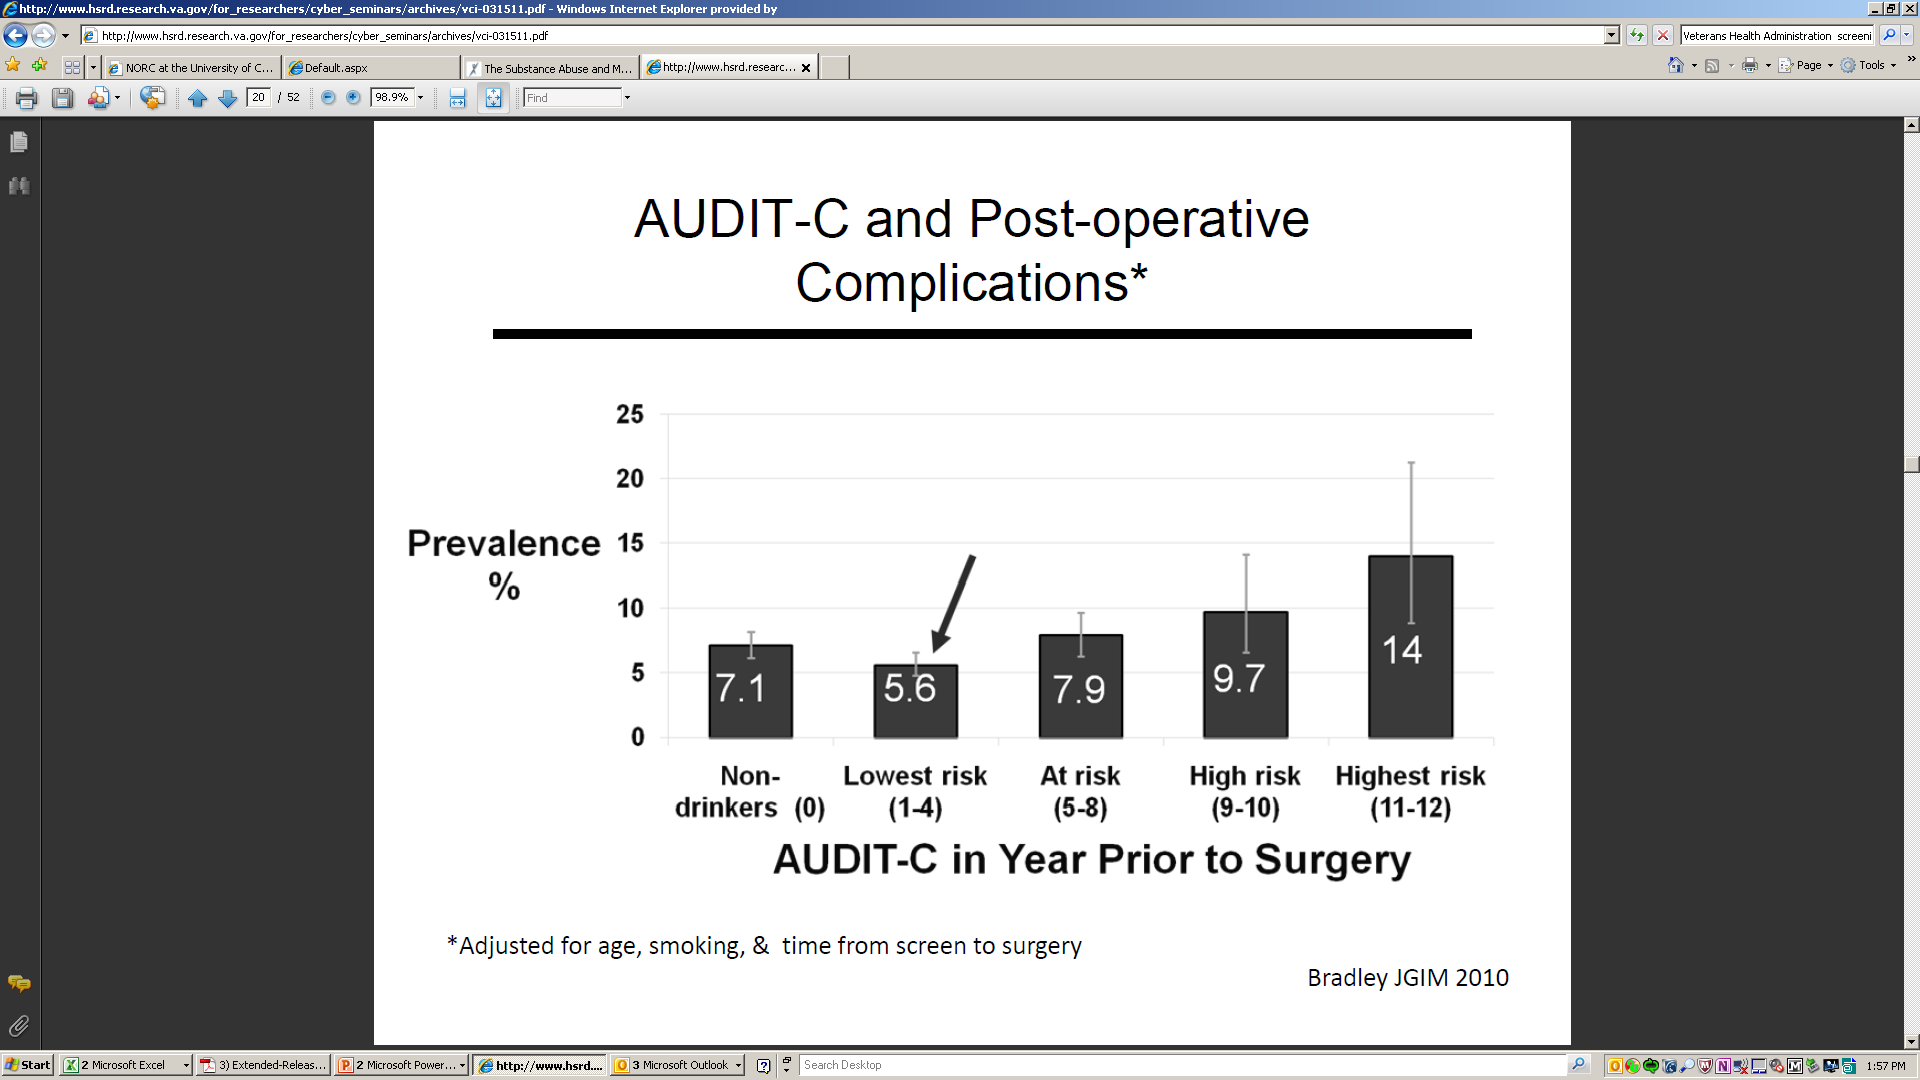 http://www.hsrd.research.va.gov/for_researchers/cyber_seminars/archives/vci-031511.pdf - Windows Internet Explorer provided by
http://www.hsrd.research.va.gov/for_researchers/cyber_seminars/archives/vci-031511.pdf
Veterans Health Administration screeni
NORC at the University of C...
Default.aspx
The Substance Abuse and M...
http://www.hsrd.researc...
Page
Tools
20 / 52
98.9%
Find
AUDIT-C and Post-operative
Complications*
25
20
Prevalence 15
%
10
5
0
7.1
5.6
7.9
9.7
14
Non-
drinkers (0)
Lowest risk
(1-4)
At risk
(5-8)
High risk
(9-10)
Highest risk
(11-12)
AUDIT-C in Year Prior to Surgery
*Adjusted for age, smoking, & time from screen to surgery
Bradley JGIM 2010
Start
2 Microsoft Excel
3) Extended-Releas...
2 Microsoft Power...
http://www.hsrd....
3 Microsoft Outlook
Search Desktop
1:57 PM